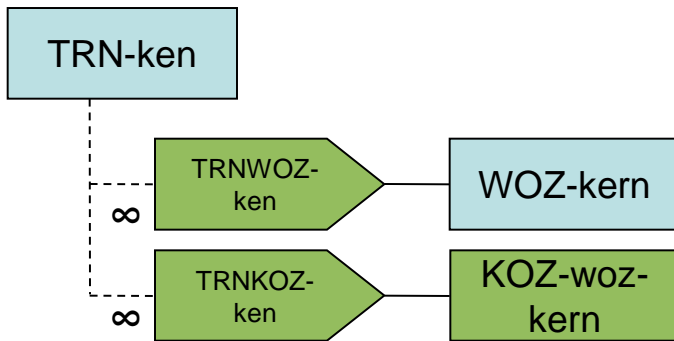 TRN-ken
TRNWOZ-
ken
WOZ-kern
∞
TRNKOZ-
ken
KOZ-woz-
kern
∞